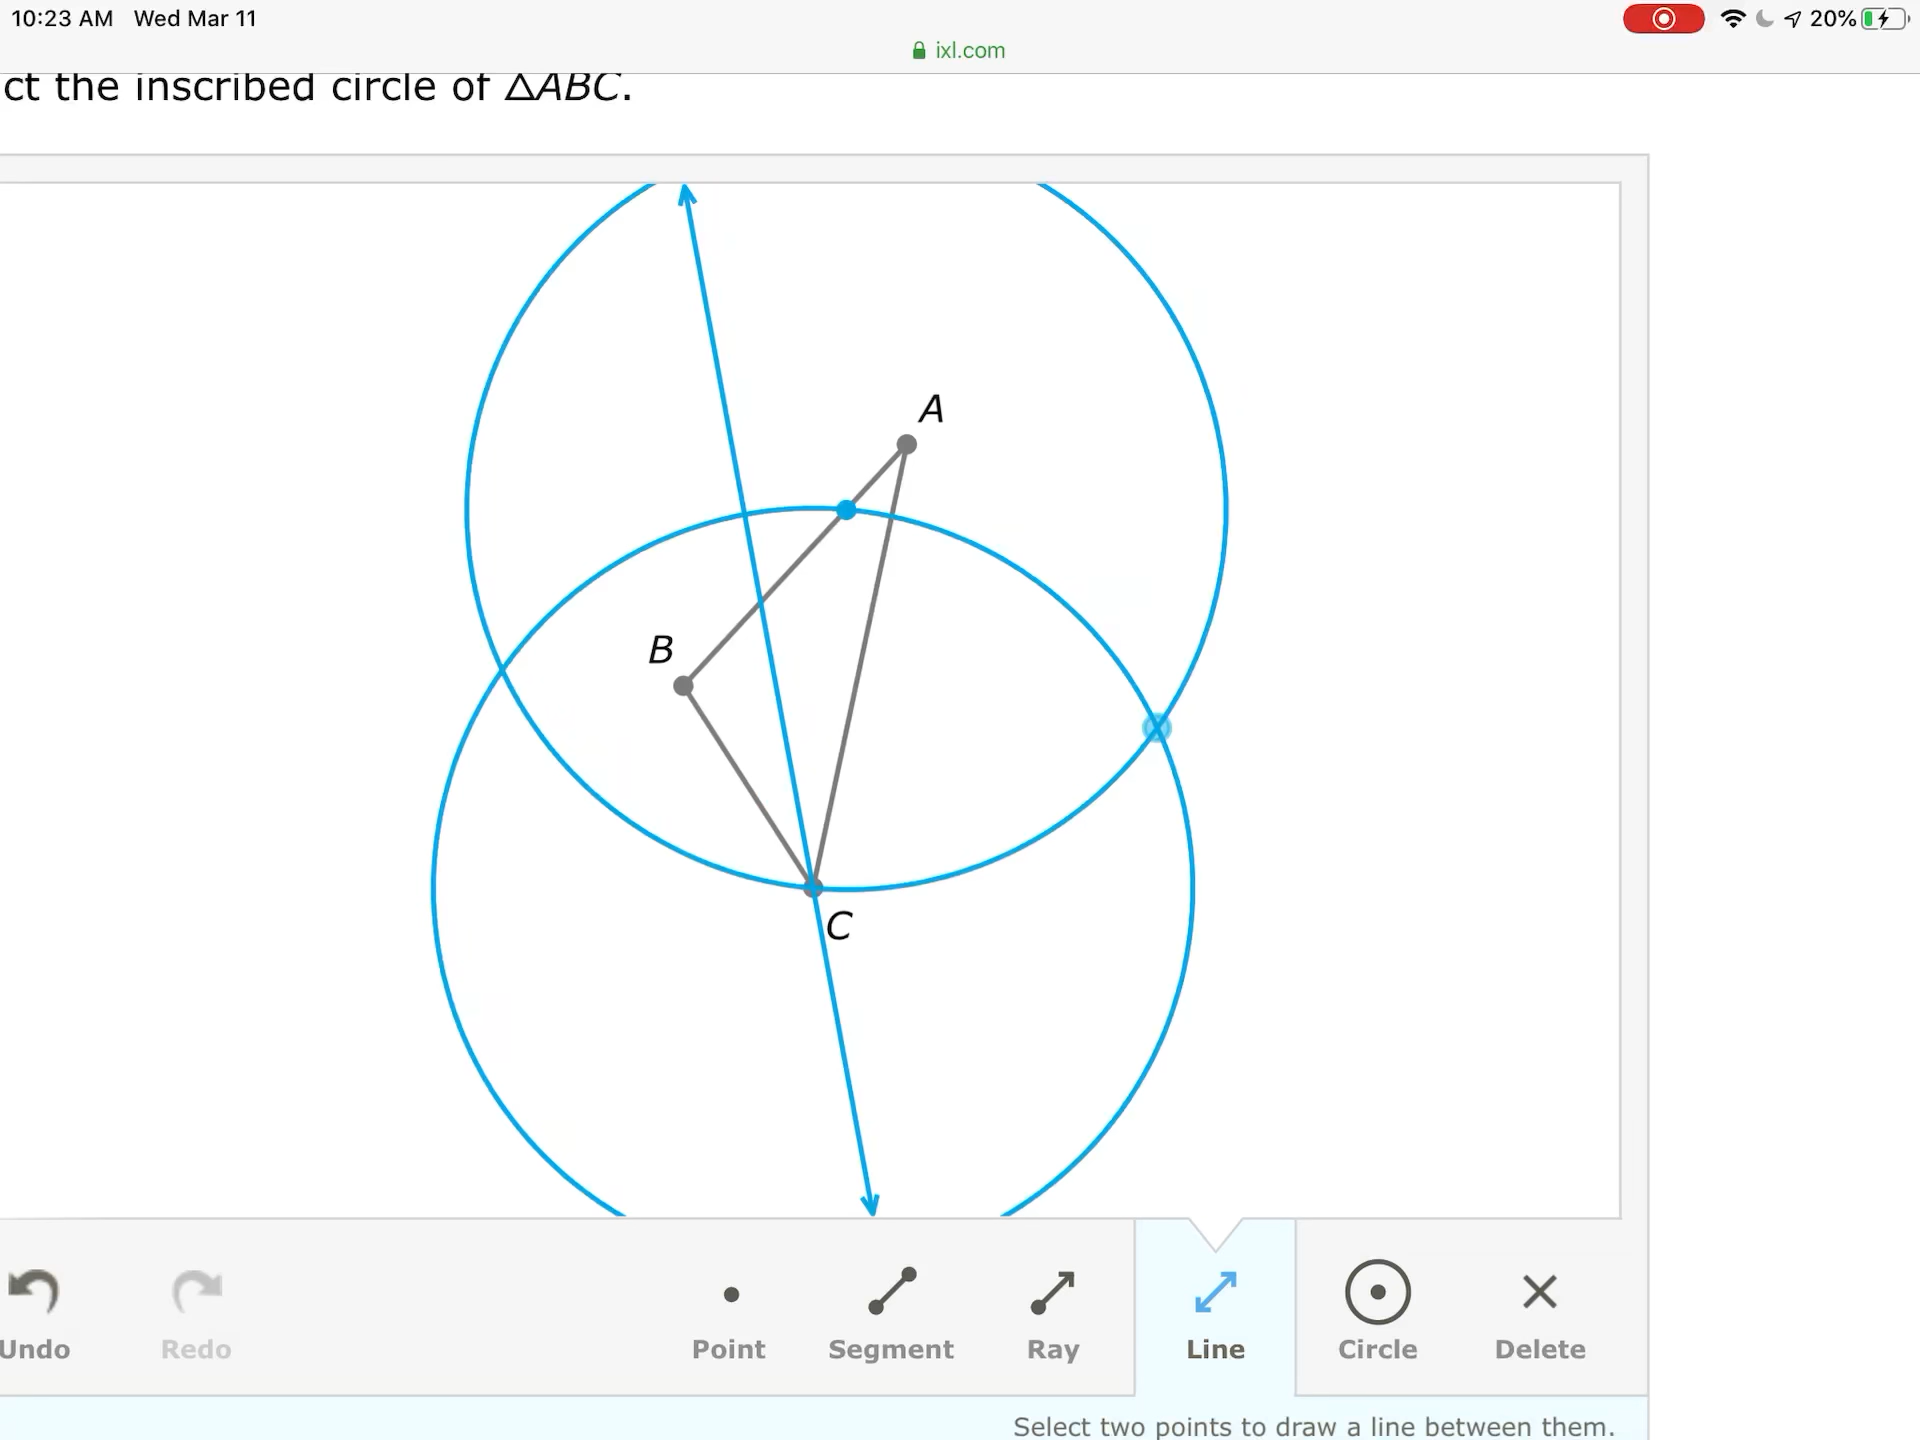 10:23 AM Wed Mar 11
20%
ixl.com
ct the inscribed circle of △ABC.
A
B
C
Undo Redo Point Segment Ray Line Circle Delete
Select two points to draw a line between them.